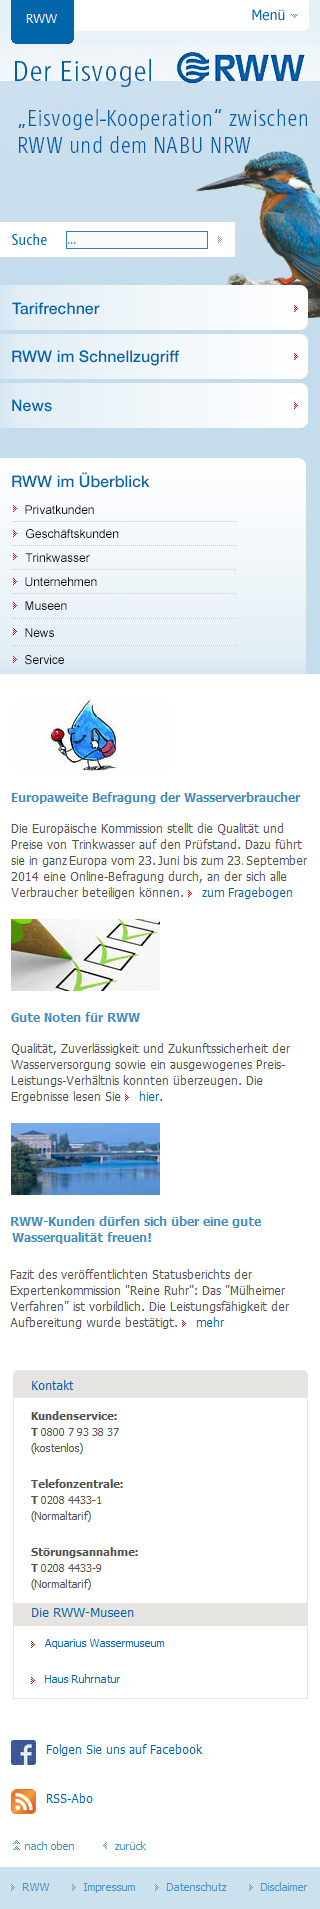 RWW
Menü
Der Eisvogel
RWW
„Eisvogel-Kooperation“ zwischen
RWW und dem NABU NRW
Suche
...
Tarifrechner
RWW im Schnellzugriff
News
RWW im Überblick
Privatkunden
Geschäftskunden
Trinkwasser
Unternehmen
Museen
News
Service
Europaweite Befragung der Wasserverbraucher
Die Europäische Kommission stellt die Qualität und
Preise von Trinkwasser auf den Prüfstand. Dazu führt
sie in ganz Europa vom 23. Juni bis zum 23. September
2014 eine Online-Befragung durch, an der sich alle
Verbraucher beteiligen können. zum Fragebogen
Gute Noten für RWW
Qualität, Zuverlässigkeit und Zukunftssicherheit der
Wasserversorgung sowie ein ausgewogenes Preis-
Leistungs-Verhältnis konnten überzeugen. Die
Ergebnisse lesen Sie hier.
RWW-Kunden dürfen sich über eine gute
Wasserqualität freuen!
Fazit des veröffentlichten Statusberichts der
Expertenkommission "Reine Ruhr": Das "Mülheimer
Verfahren" ist vorbildlich. Die Leistungsfähigkeit der
Aufbereitung wurde bestätigt. mehr
Kontakt
Kundenservice:
T 0800 7 93 38 37
(kostenlos)
Telefonzentrale:
T 0208 4433-1
(Normaltarif)
Störungsannahme:
T 0208 4433-9
(Normaltarif)
Die RWW-Museen
Aquarius Wassermuseum
Haus Ruhrnatur
Folgen Sie uns auf Facebook
RSS-Abo
nach oben zurück
RWW Impressum Datenschutz Disclaimer